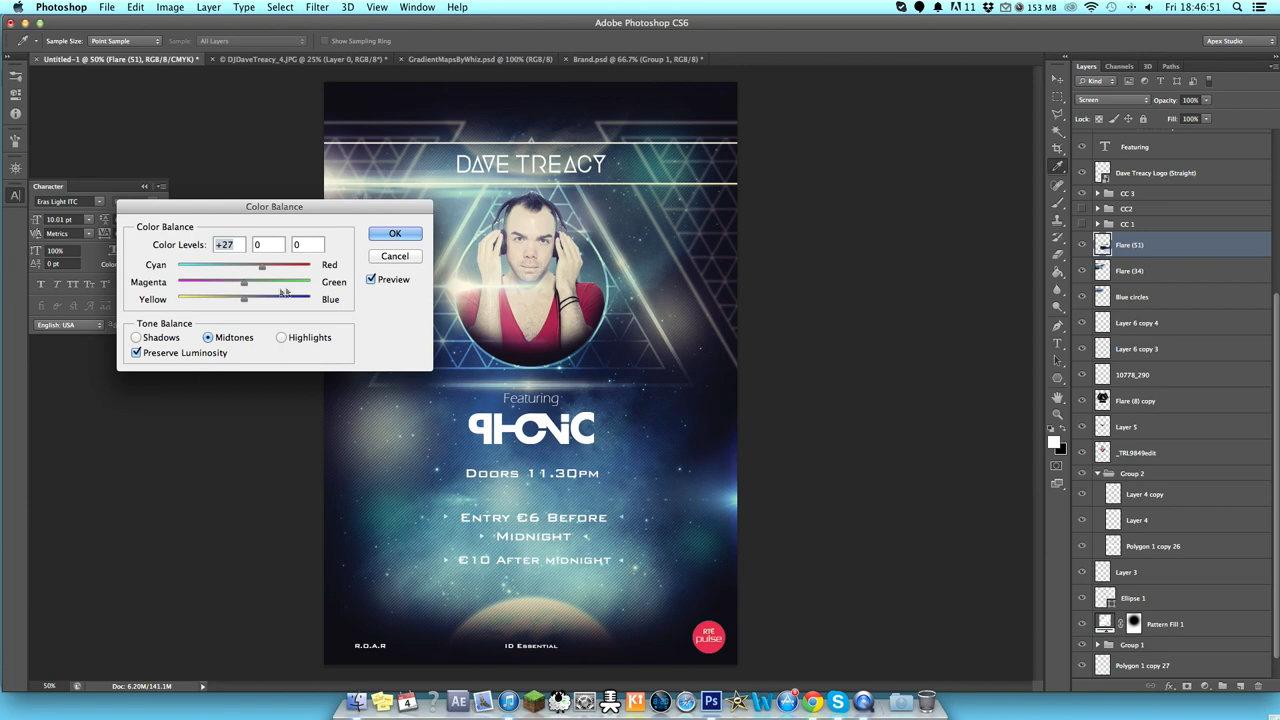 Photoshop File Edit Image Layer Type Select Filter 3D View Window Help
11 153 MB Fri 18:46:51
Adobe Photoshop CS6
Sample Size: Point Sample Sample: All Layers Show Sampling Ring Apex Studio
Untitled-1 @ 50% (Flare (51), RGB/8/CMYK) *
© DJDaveTreacy_4.JPG @ 25% (Layer 0, RGB/8*) *
GradientMapsByWhiz.psd @ 100% (RGB/8)
Brand.psd @ 66.7% (Group 1, RGB/8) *
Layers Channels 3D Paths
Kind
Screen Opacity: 100%
Lock: Fill: 100%
Featuring
Dave Treacy Logo (Straight)
CC 3
CC2
CC 1
Flare (51)
Flare (34)
Blue circles
Layer 6 copy 4
Layer 6 copy 3
10778_290
Flare (8) copy
Layer 5
_TRL9849edit
Group 2
Layer 4 copy
Layer 4
Polygon 1 copy 26
Layer 3
Ellipse 1
Pattern Fill 1
Group 1
Polygon 1 copy 27
Character
Eras Light ITC
10.01 pt
Metrics
100%
0 pt
English: USA
Color Balance
Color Balance
Color Levels: +27 0 0
Cyan Red
Magenta Green
Yellow Blue
OK
Cancel
Preview
Tone Balance
Shadows Midtones Highlights
Preserve Luminosity
DAVE TREACY
Featuring
PHONIC
Doors 11.30pm
Entry €6 Before
Midnight
€10 After midnight
RTÉ
pulse
R.O.A.R ID Essential
50% Doc: 6.20M/141.1M